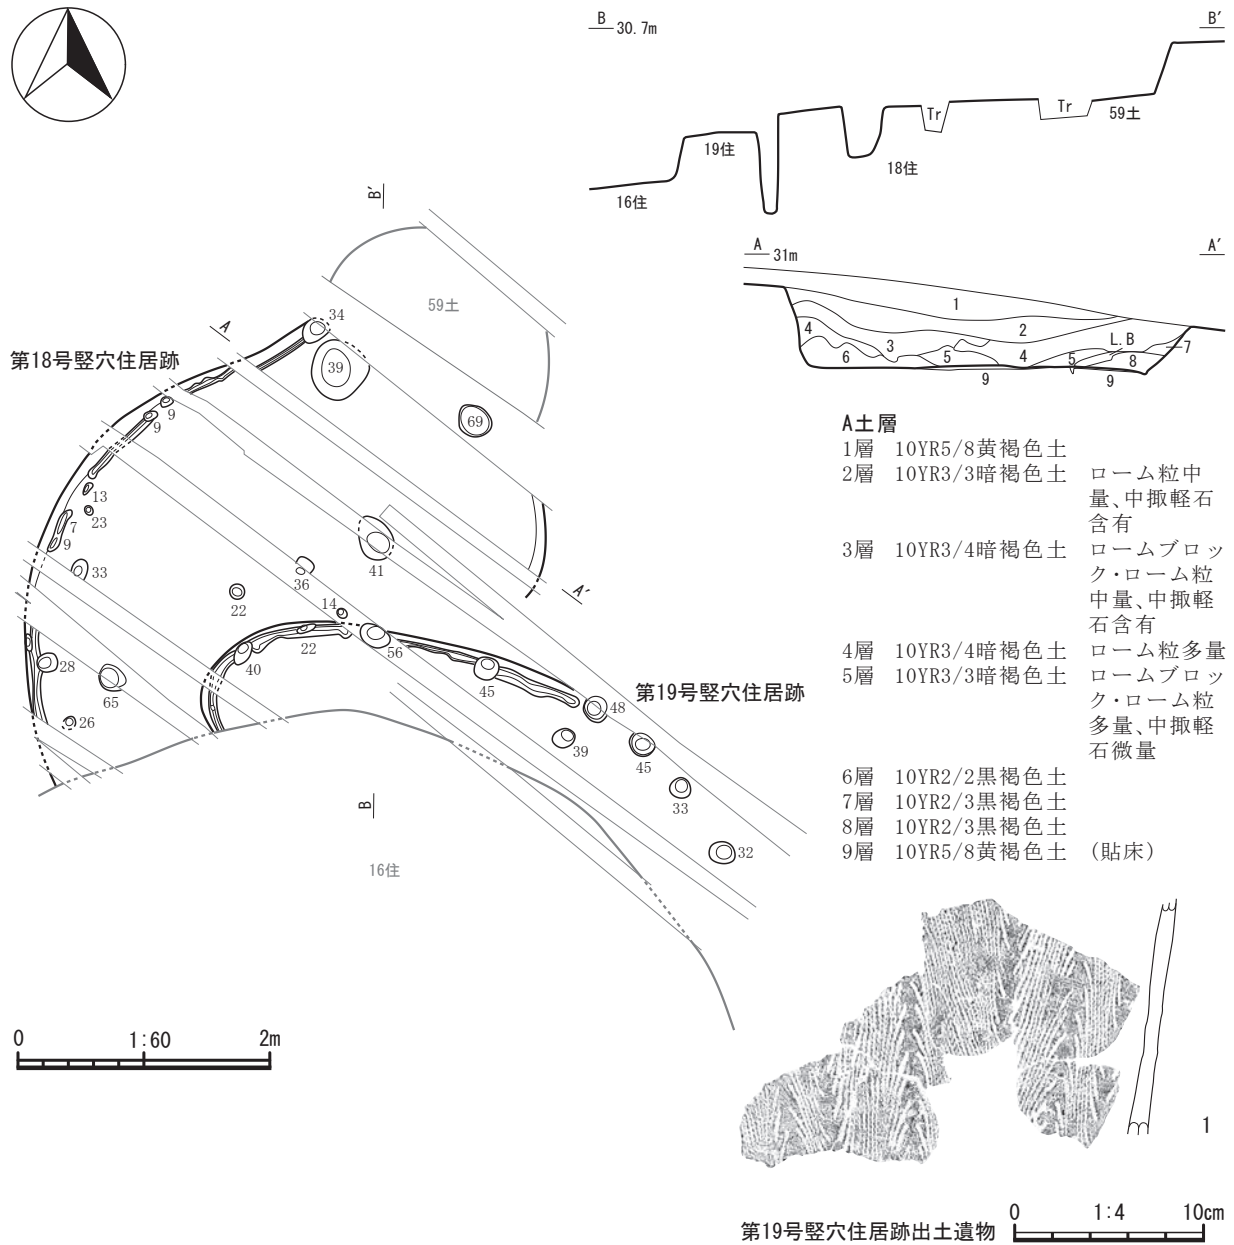 B 30.7m
B′
19住
Tr
Tr
59土
18住
16住
A 31m
A′
1
2
L.B
4
3
6
5
4
5
8
7
9
9
B′
59土
A
34
第18号竪穴住居跡
39
9
9
69
13
23
7
9
33
41
36
22
14
A′
22
56
40
28
65
45
第19号竪穴住居跡
48
26
39
45
33
B
32
16住
A土層
1層 10YR5/8黄褐色土
2層 10YR3/3暗褐色土 ローム粒中
量､中掫軽石
含有
3層 10YR3/4暗褐色土 ロームブロッ
ク･ローム粒
中量､中掫軽
石含有
4層 10YR3/4暗褐色土 ローム粒多量
5層 10YR3/3暗褐色土 ロームブロッ
ク･ローム粒
多量､中掫軽
石微量
6層 10YR2/2黒褐色土
7層 10YR2/3黒褐色土
8層 10YR2/3黒褐色土
9層 10YR5/8黄褐色土 (貼床)
0 1:60 2m
1
第19号竪穴住居跡出土遺物
0 1:4 10cm